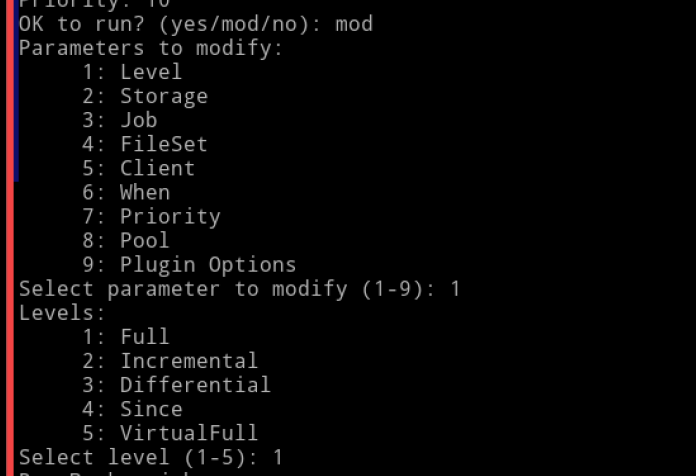 Priority: 10
OK to run? (yes/mod/no): mod
Parameters to modify:
     1: Level
     2: Storage
     3: Job
     4: FileSet
     5: Client
     6: When
     7: Priority
     8: Pool
     9: Plugin Options
Select parameter to modify (1-9): 1
Levels:
     1: Full
     2: Incremental
     3: Differential
     4: Since
     5: VirtualFull
Select level (1-5): 1